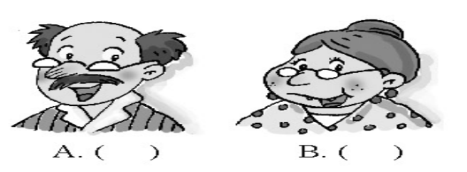 A. (    )    B. (    )